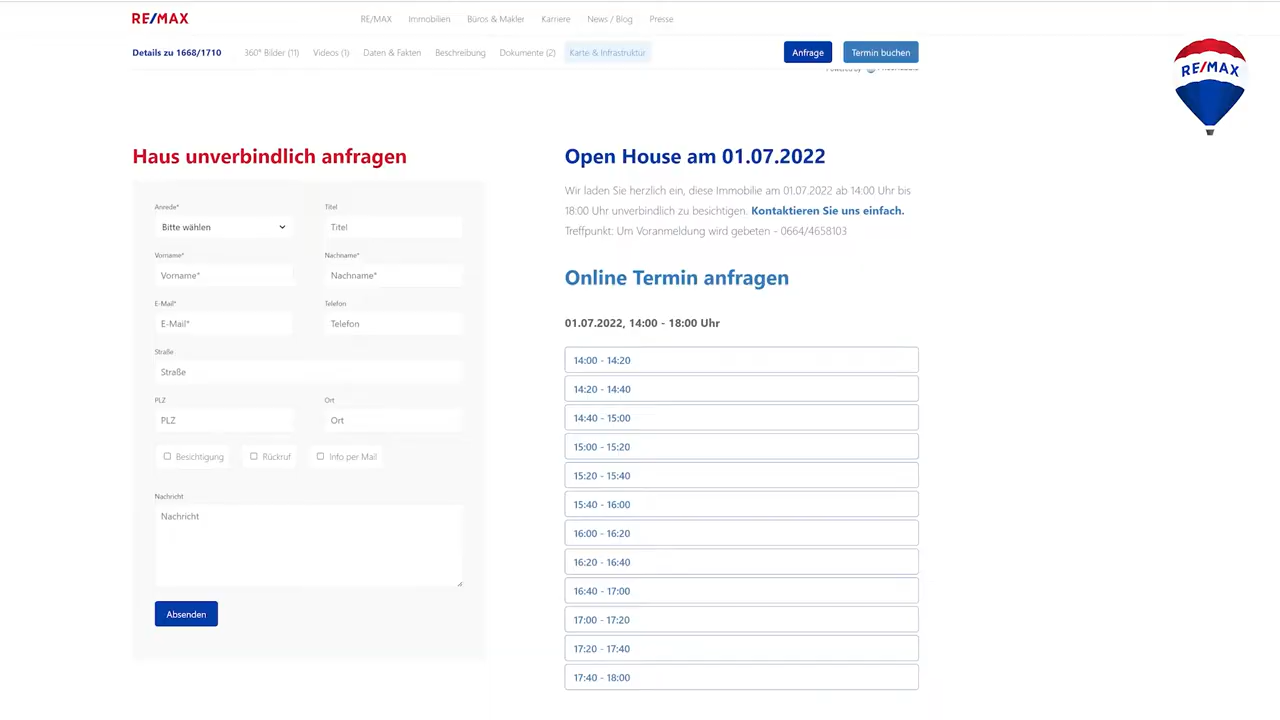 RE/MAX
RE/MAX Immobilien Büros & Makler Karriere News / Blog Presse
Details zu 1668/1710 360° Bilder (11) Videos (1) Daten & Fakten Beschreibung Dokumente (2) Karte & Infrastruktur Anfrage Termin buchen
RE/MAX
Haus unverbindlich anfragen
Anrede* Titel
Bitte wählen Titel
Vorname* Nachname*
Vorname* Nachname*
E-Mail* Telefon
E-Mail* Telefon
Straße
Straße
PLZ Ort
PLZ Ort
Besichtigung Rückruf Info per Mail
Nachricht
Nachricht
Absenden
Open House am 01.07.2022
Wir laden Sie herzlich ein, diese Immobilie am 01.07.2022 ab 14:00 Uhr bis
18:00 Uhr unverbindlich zu besichtigen. Kontaktieren Sie uns einfach.
Treffpunkt: Um Voranmeldung wird gebeten - 0664/4658103
Online Termin anfragen
01.07.2022, 14:00 - 18:00 Uhr
14:00 - 14:20
14:20 - 14:40
14:40 - 15:00
15:00 - 15:20
15:20 - 15:40
15:40 - 16:00
16:00 - 16:20
16:20 - 16:40
16:40 - 17:00
17:00 - 17:20
17:20 - 17:40
17:40 - 18:00